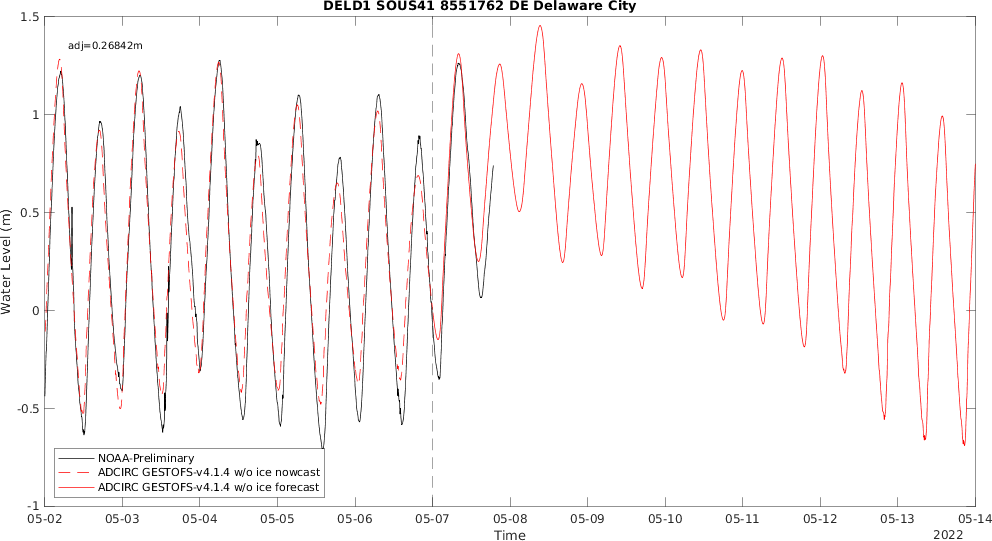 DELD1 SOUS41 8551762 DE Delaware City
adj=0.26842m
1.5
1
0.5
0
-0.5
-1
Water Level (m)
NOAA-Preliminary
ADCIRC GESTOFS-v4.1.4 w/o ice nowcast
ADCIRC GESTOFS-v4.1.4 w/o ice forecast
05-02 05-03 05-04 05-05 05-06 05-07 05-08 05-09 05-10 05-11 05-12 05-13 05-14
Time
2022